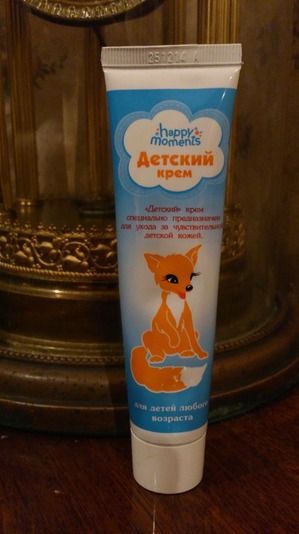 251214 A
happy
moments
Детский
крем
«Детский» крем
специально предназначен
для ухода за чувствительной
детской кожей.
для детей любого
возраста